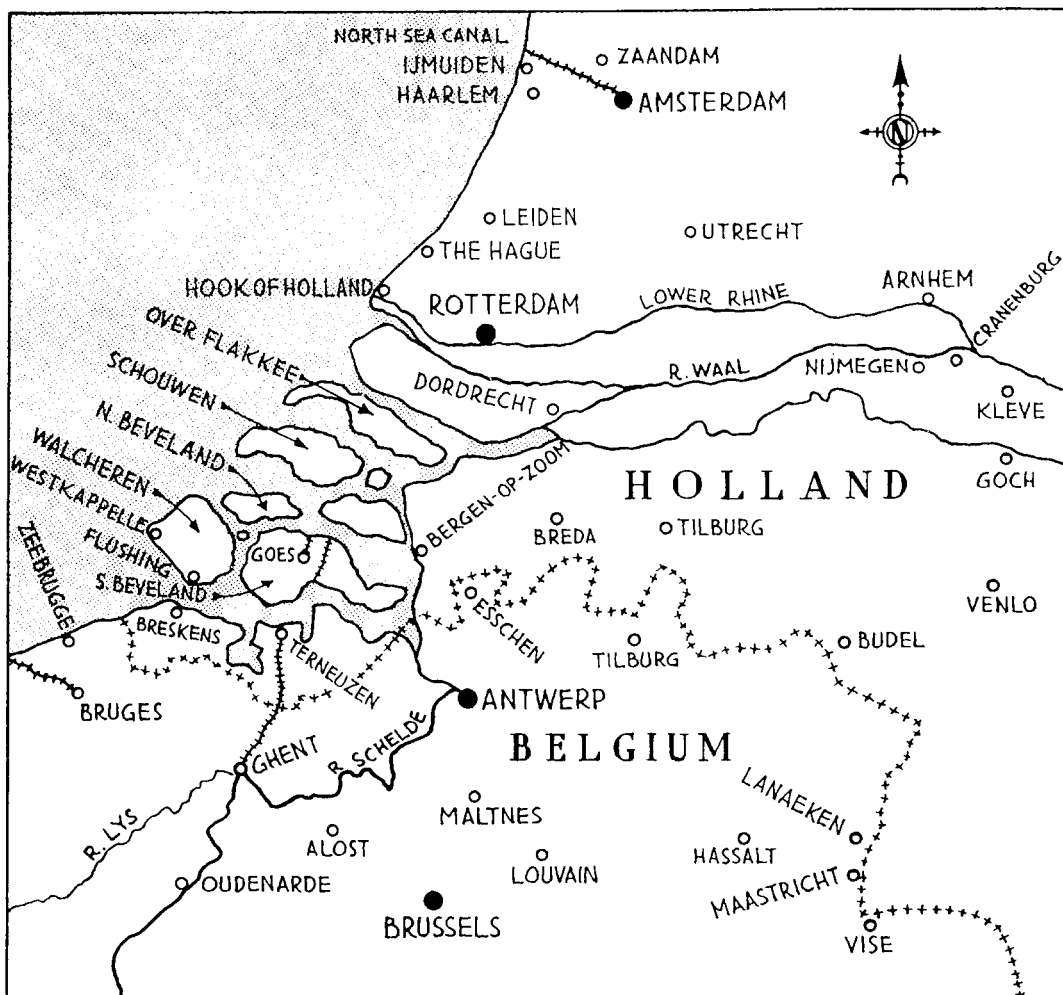 NORTH SEA CANAL
IJMUIDEN
HAARLEM
ZAANDAM
AMSTERDAM
N
LEIDEN
THE HAGUE
UTRECHT
HOOK OF HOLLAND
ROTTERDAM
LOWER RHINE
ARNHEM
CRANENBURG
OVER FLAKKEE
SCHOUWEN
N. BEVELAND
WALCHEREN
WESTKAPPELLE
FLUSHING
S. BEVELAND
ZEEBRUGGE
DORDRECHT
R. WAAL
NIJMEGEN
KLEVE
GOCH
HOLLAND
BERGEN-OP-ZOOM
BREDA
TILBURG
GOES
BRESKENS
TERNEUZEN
ESSCHEN
TILBURG
BUDEL
VENLO
BRUGES
ANTWERP
BELGIUM
GHENT
R. SCHELDE
R. LYS
MALTNES
ALOST
LOUVAIN
HASSALT
LANAEKEN
MAASTRICHT
OUDENARDE
BRUSSELS
VISE